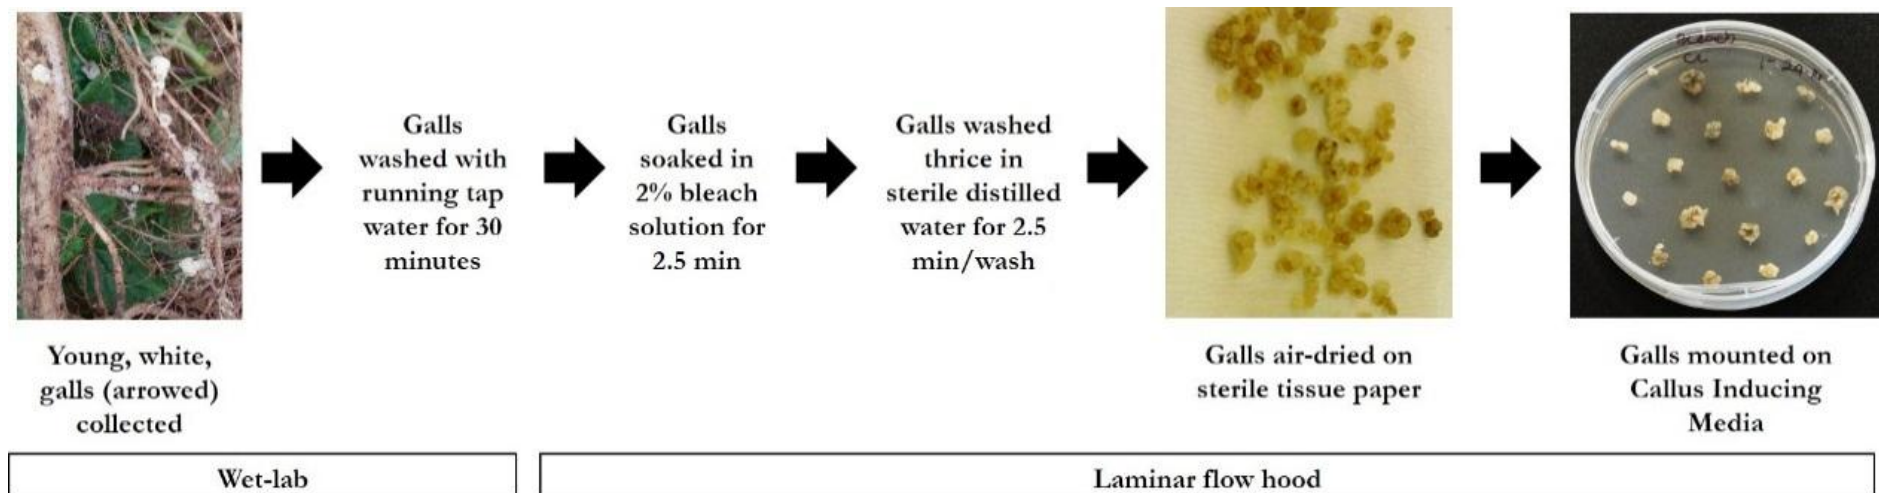 Young, white,
galls (arrowed)
collected
Galls
washed with
running tap
water for 30
minutes
Galls
soaked in
2% bleach
solution for
2.5 min
Galls washed
thrice in
sterile distilled
water for 2.5
min/wash
Galls air-dried on
sterile tissue paper
Galls mounted on
Callus Inducing
Media
Wet-lab
Laminar flow hood